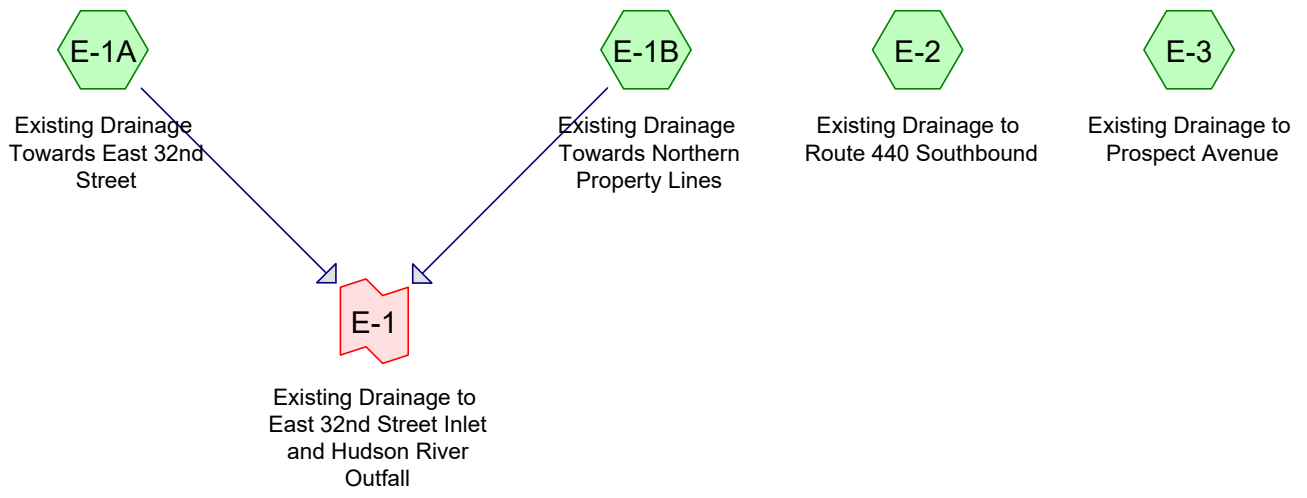 E-1A
Existing Drainage
Towards East 32nd
Street
E-1B
Existing Drainage
Towards Northern
Property Lines
E-2
Existing Drainage to
Route 440 Southbound
E-3
Existing Drainage to
Prospect Avenue
E-1
Existing Drainage to
East 32nd Street Inlet
and Hudson River
Outfall